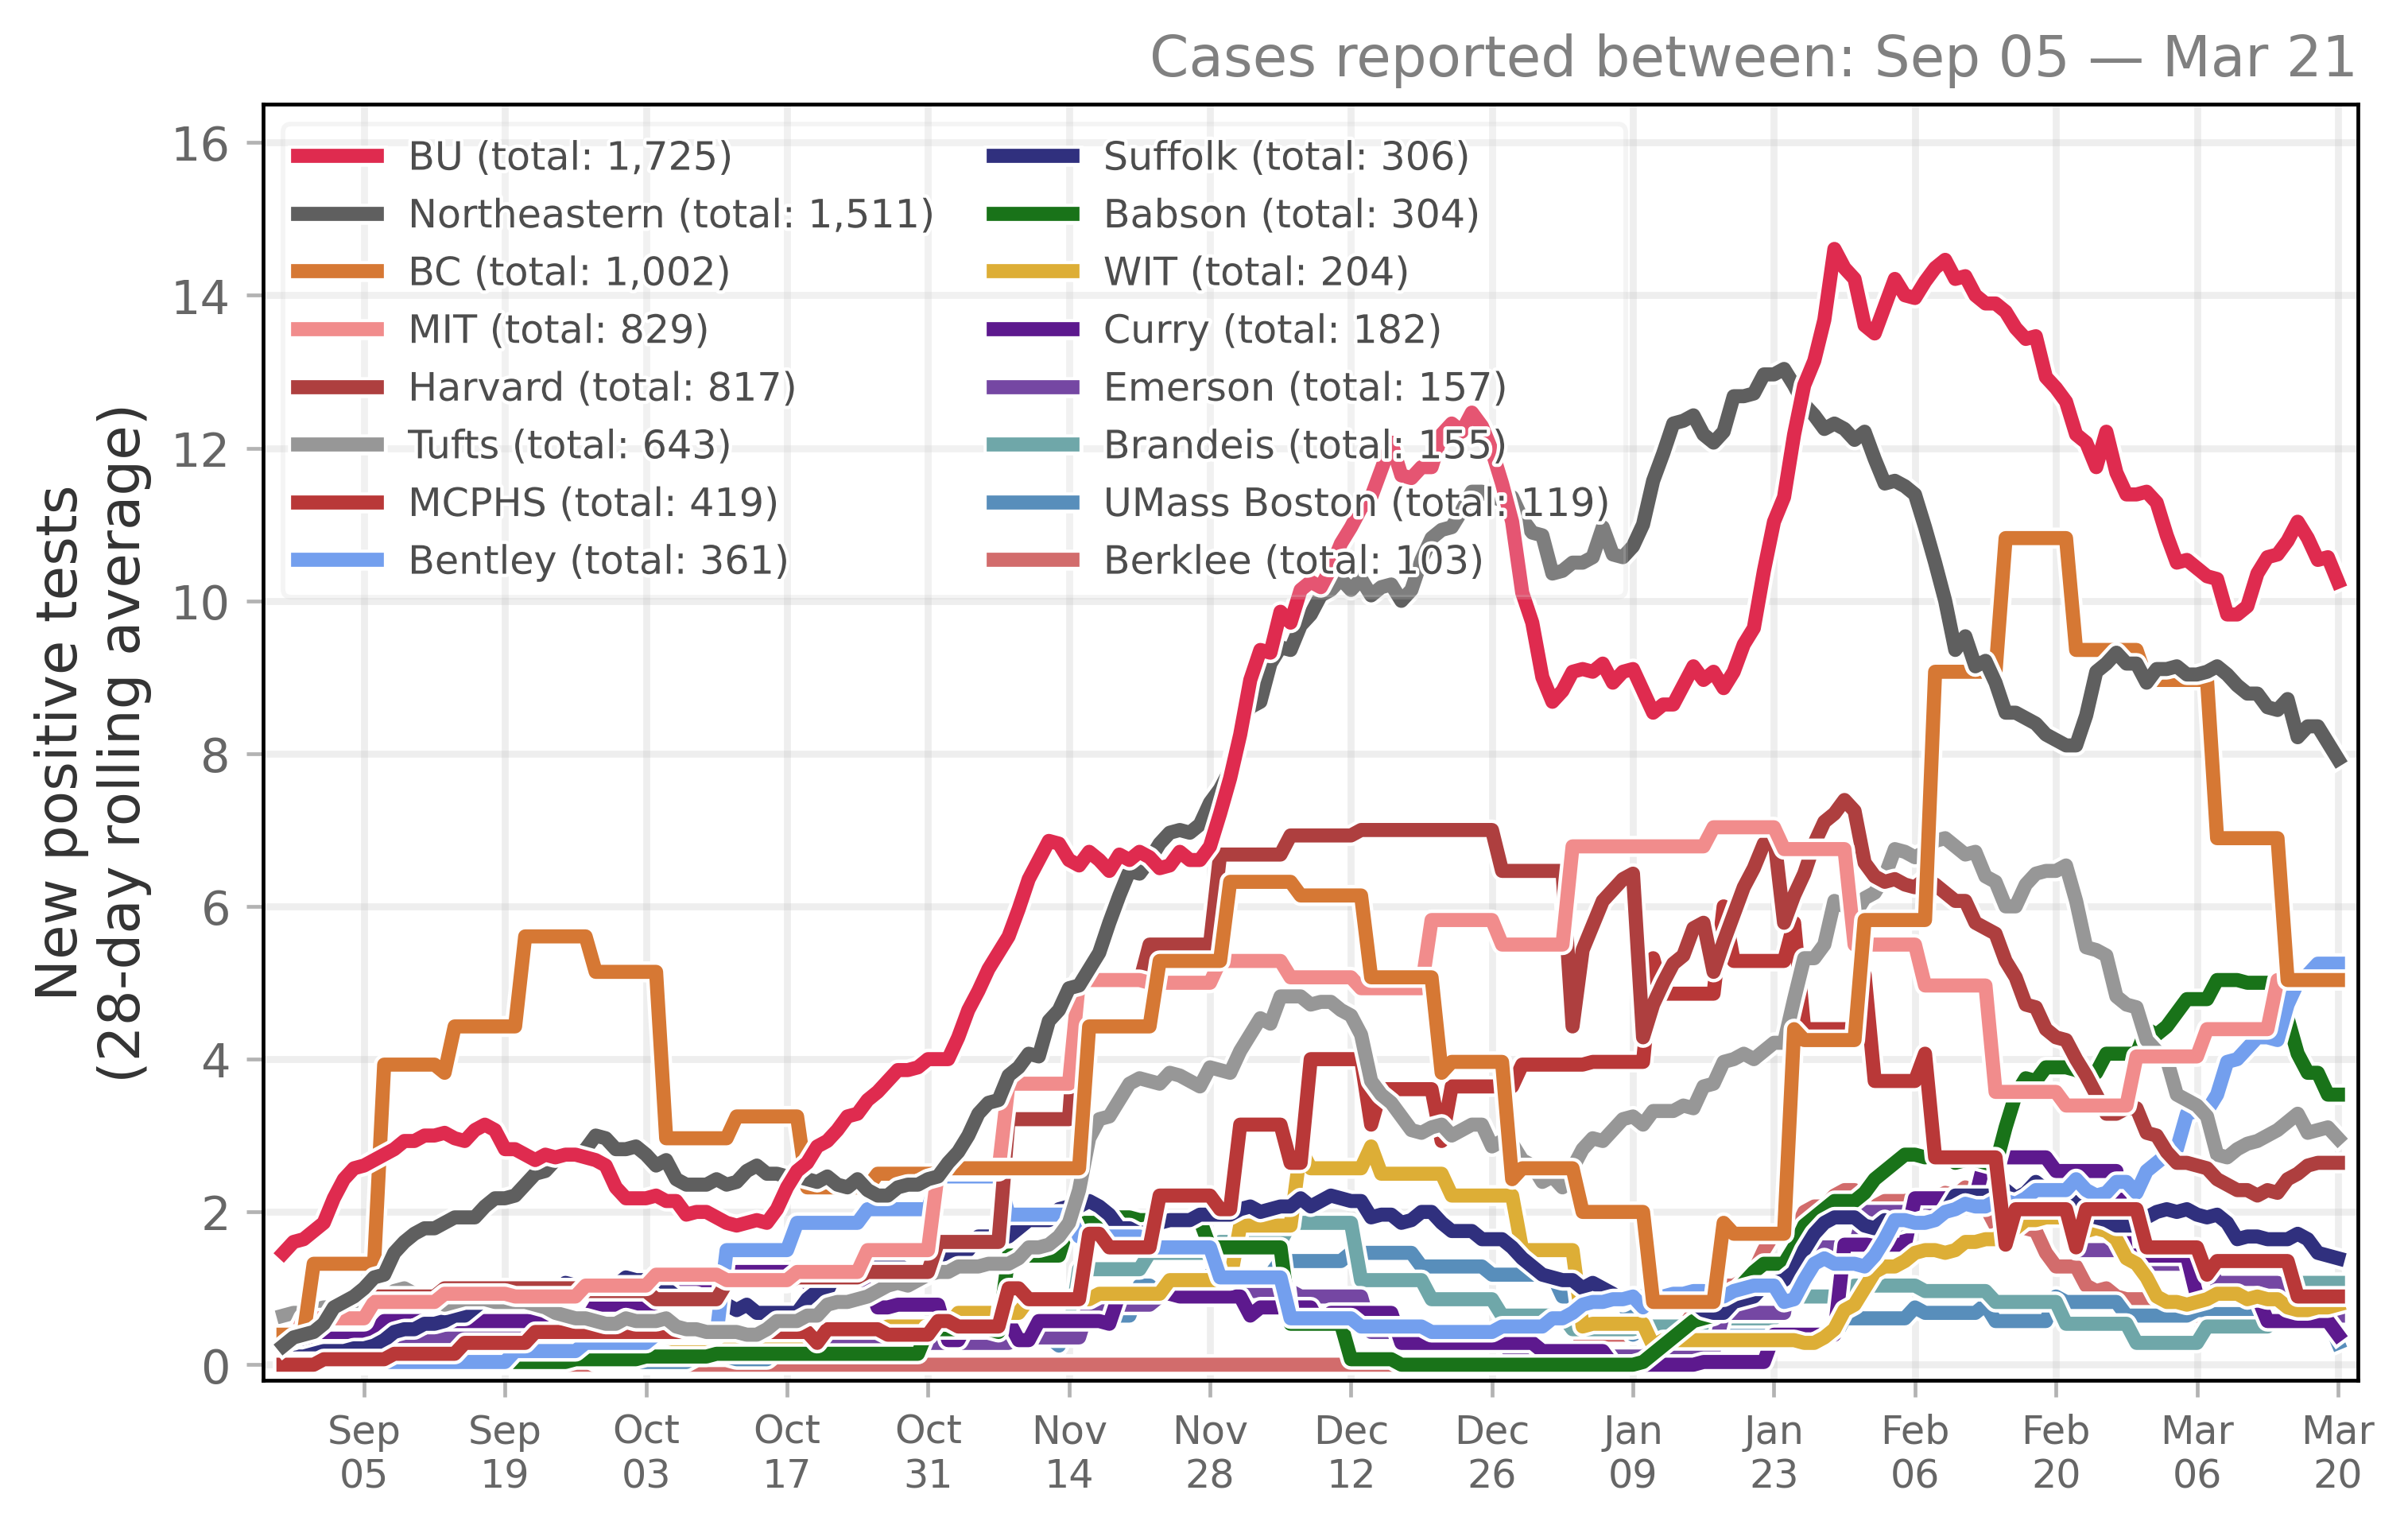 Cases reported between: Sep 05 — Mar 21
New positive tests
(28-day rolling average)
16
14
12
10
8
6
4
2
0
BU (total: 1,725)
Northeastern (total: 1,511)
BC (total: 1,002)
MIT (total: 829)
Harvard (total: 817)
Tufts (total: 643)
MCPHS (total: 419)
Bentley (total: 361)
Suffolk (total: 306)
Babson (total: 304)
WIT (total: 204)
Curry (total: 182)
Emerson (total: 157)
Brandeis (total: 155)
UMass Boston (total: 119)
Berklee (total: 103)
Sep
05
Sep
19
Oct
03
Oct
17
Oct
31
Nov
14
Nov
28
Dec
12
Dec
26
Jan
09
Jan
23
Feb
06
Feb
20
Mar
06
Mar
20